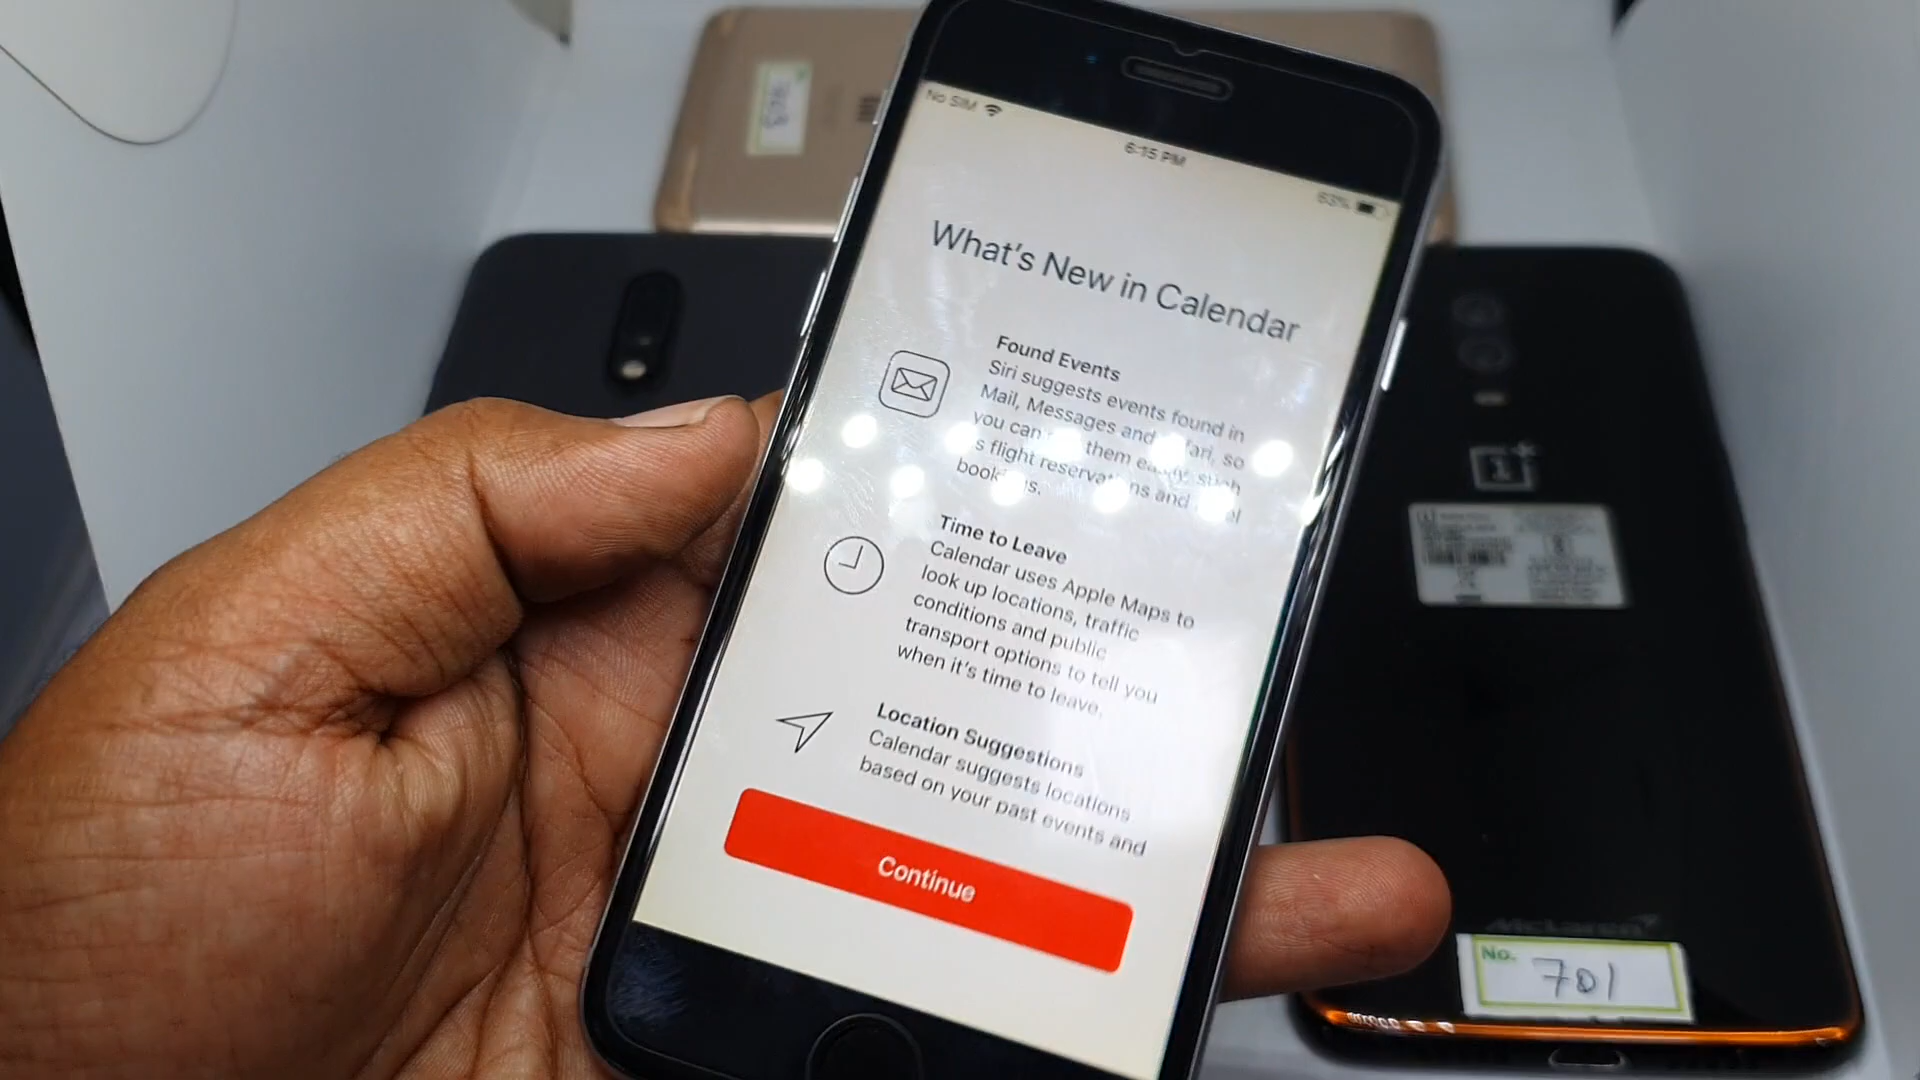 No SIM
6:15 PM
63%
What's New in Calendar
Found Events
Siri suggests events found in
Mail, Messages and
you can them
s flight and
Time to Leave
Calendar uses Apple Maps to
look up locations, traffic
conditions and public
transport options to tell you
when it's time to leave.
Location Suggestions
Calendar suggests locations
based on your past events and
Continue
No.
701